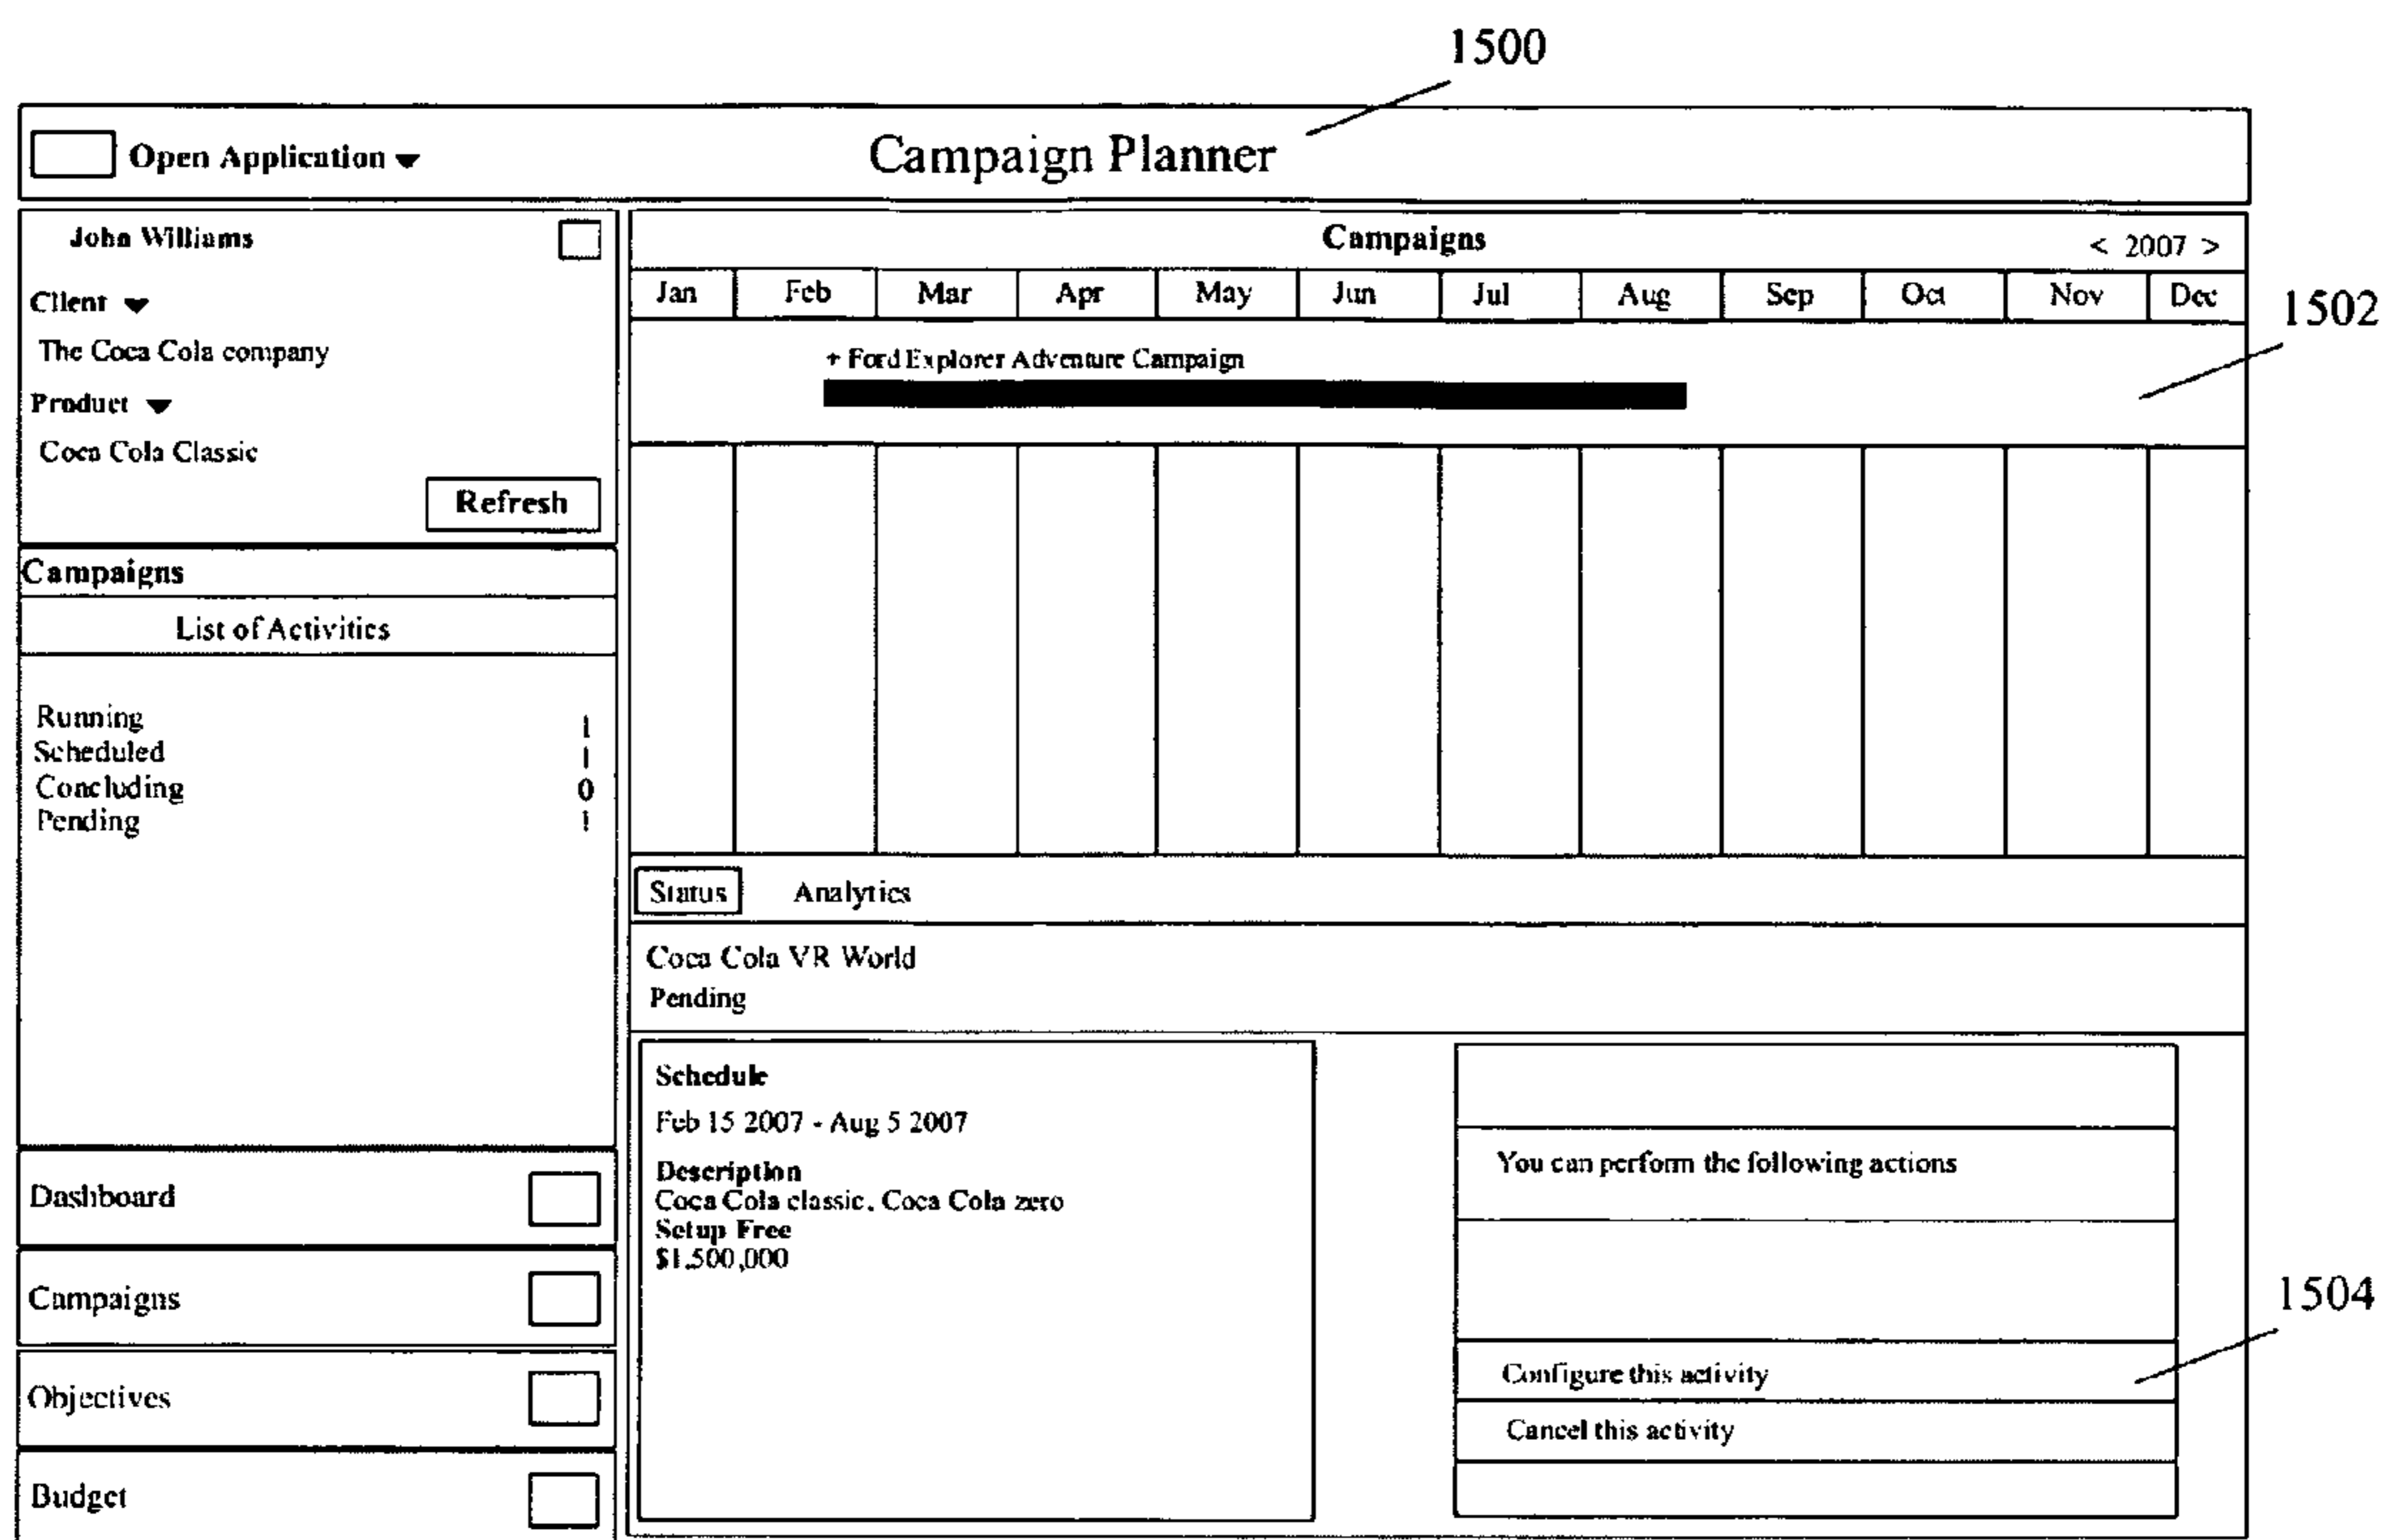 1500
Open Application
Campaign Planner
John Williams
Client
The Coca Cola company
Product
Coca Cola Classic
Refresh
Campaigns
List of Activities
Running 1
Scheduled 1
Concluding 0
Pending 1
Dashboard
Campaigns
Objectives
Budget
Campaigns < 2007 >
Jan Feb Mar Apr May Jun Jul Aug Sep Oct Nov Dec
1502
+ Ford Explorer Adventure Campaign
Status Analytics
Coca Cola VR World
Pending
Schedule
Feb 15 2007 - Aug 5 2007
Description
Coca Cola classic, Coca Cola zero
Setup Free
$1,500,000
You can perform the following actions
Configure this activity
Cancel this activity
1504